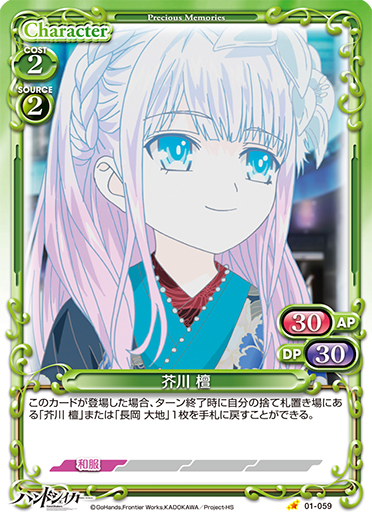 Precious Memories
Character
COST
2
SOURCE
2
30 AP
DP 30
芥川 檀
このカードが登場した場合、ターン終了時に自分の捨て札置き場にあ
る「芥川 檀」または「長岡 大地」1枚を手札に戻すことができる。
和服
ハンドシェイカー
©GoHands,Frontier Works,KADOKAWA/Project-HS
01-059